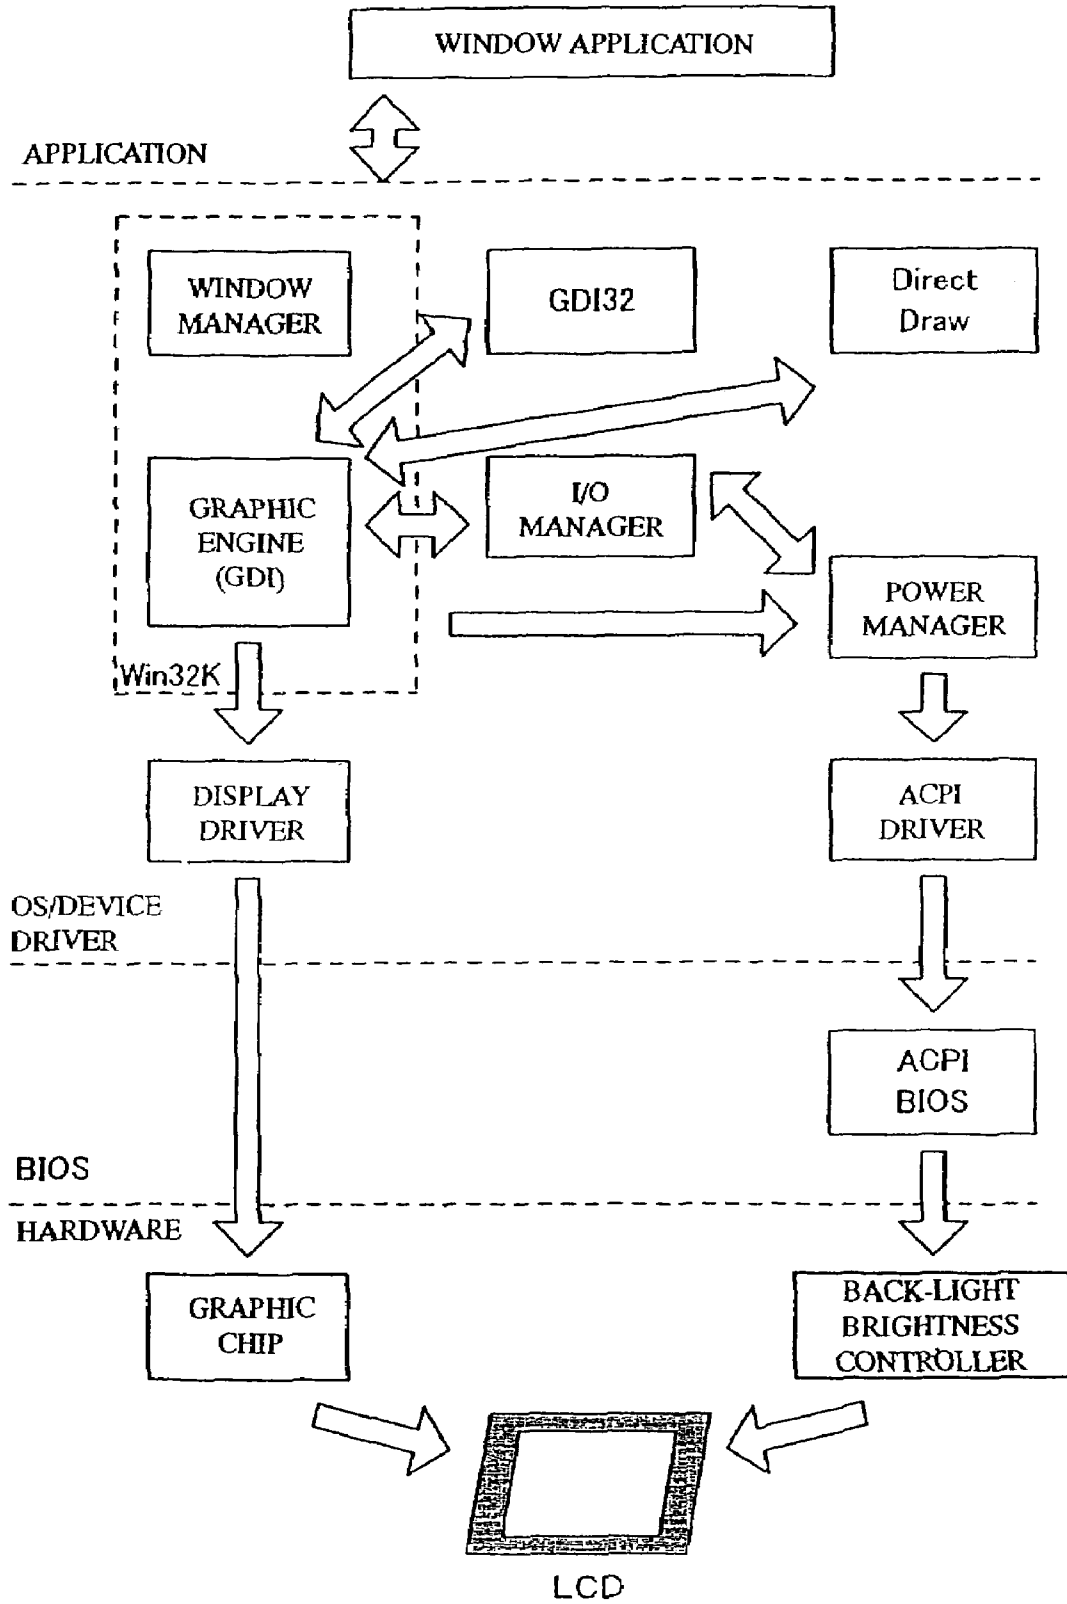 WINDOW APPLICATION
APPLICATION
WINDOW
MANAGER
GDI32
Direct
Draw
GRAPHIC
ENGINE
(GDI)
I/O
MANAGER
POWER
MANAGER
Win32K
DISPLAY
DRIVER
ACPI
DRIVER
OS/DEVICE
DRIVER
ACPI
BIOS
BIOS
HARDWARE
GRAPHIC
CHIP
BACK-LIGHT
BRIGHTNESS
CONTROLLER
LCD